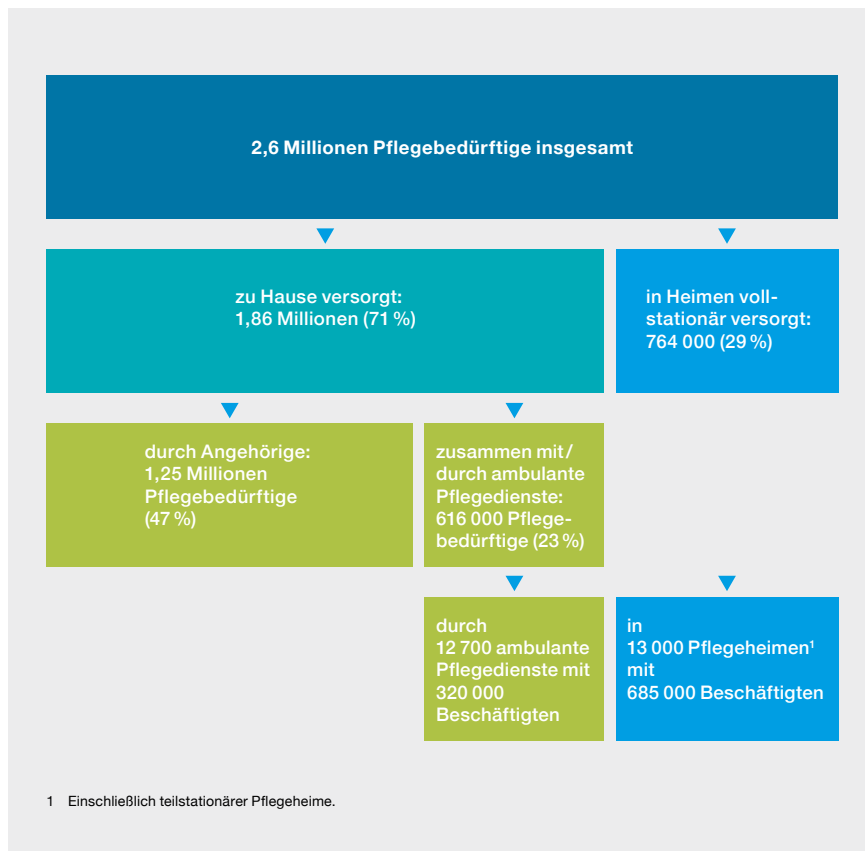 2,6 Millionen Pflegebedürftige insgesamt
zu Hause versorgt:
1,86 Millionen (71 %)
in Heimen voll-
stationär versorgt:
764 000 (29 %)
durch Angehörige:
1,25 Millionen
Pflegebedürftige
(47 %)
zusammen mit/
durch ambulante
Pflegedienste:
616 000 Pflege-
bedürftige (23 %)
durch
12 700 ambulante
Pflegedienste mit
320 000
Beschäftigten
in
13 000 Pflegeheimen¹
mit
685 000 Beschäftigten
1 Einschließlich teilstationärer Pflegeheime.